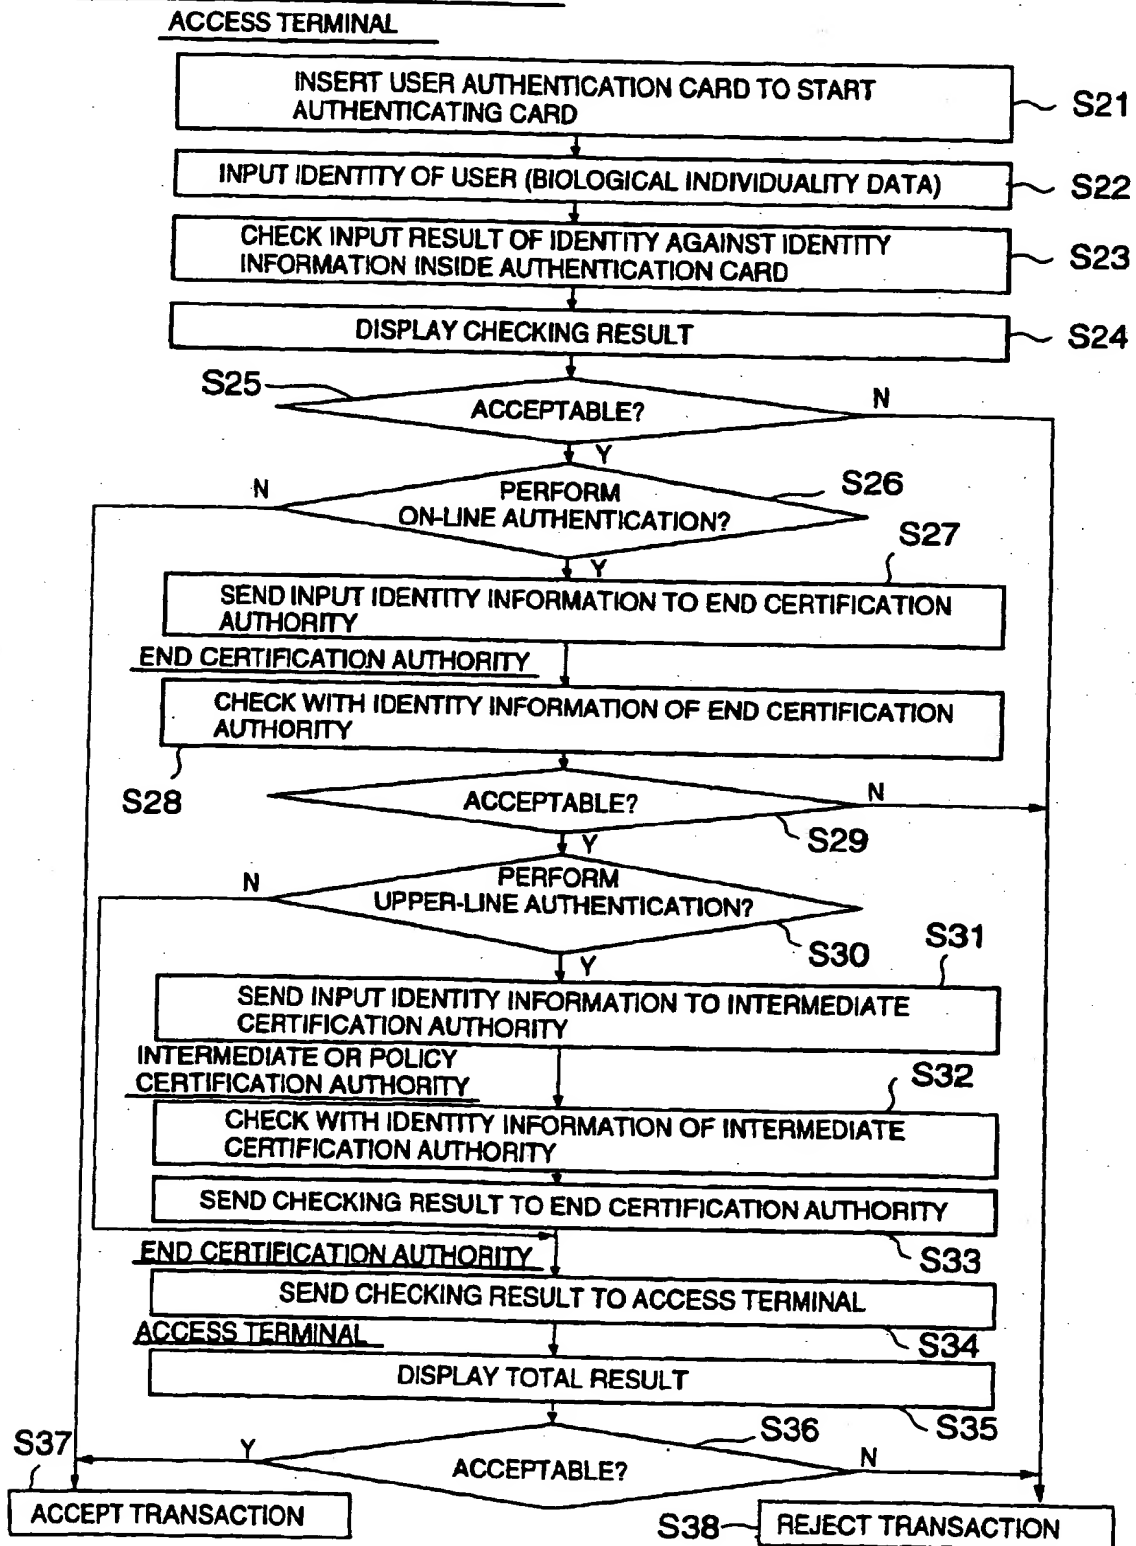 ACCESS TERMINAL
INSERT USER AUTHENTICATION CARD TO START
AUTHENTICATING CARD
S21
INPUT IDENTITY OF USER (BIOLOGICAL INDIVIDUALITY DATA)
S22
CHECK INPUT RESULT OF IDENTITY AGAINST IDENTITY
INFORMATION INSIDE AUTHENTICATION CARD
S23
DISPLAY CHECKING RESULT
S24
S25
ACCEPTABLE?
N
Y
N
PERFORM
ON-LINE AUTHENTICATION?
S26
Y
S27
SEND INPUT IDENTITY INFORMATION TO END CERTIFICATION
AUTHORITY
END CERTIFICATION AUTHORITY
CHECK WITH IDENTITY INFORMATION OF END CERTIFICATION
AUTHORITY
S28
ACCEPTABLE?
N
S29
Y
N
PERFORM
UPPER-LINE AUTHENTICATION?
S30
Y
S31
SEND INPUT IDENTITY INFORMATION TO INTERMEDIATE
CERTIFICATION AUTHORITY
INTERMEDIATE OR POLICY
CERTIFICATION AUTHORITY
S32
CHECK WITH IDENTITY INFORMATION OF INTERMEDIATE
CERTIFICATION AUTHORITY
SEND CHECKING RESULT TO END CERTIFICATION AUTHORITY
S33
END CERTIFICATION AUTHORITY
SEND CHECKING RESULT TO ACCESS TERMINAL
S34
ACCESS TERMINAL
DISPLAY TOTAL RESULT
S35
S36
ACCEPTABLE?
Y
N
S37
ACCEPT TRANSACTION
S38
REJECT TRANSACTION